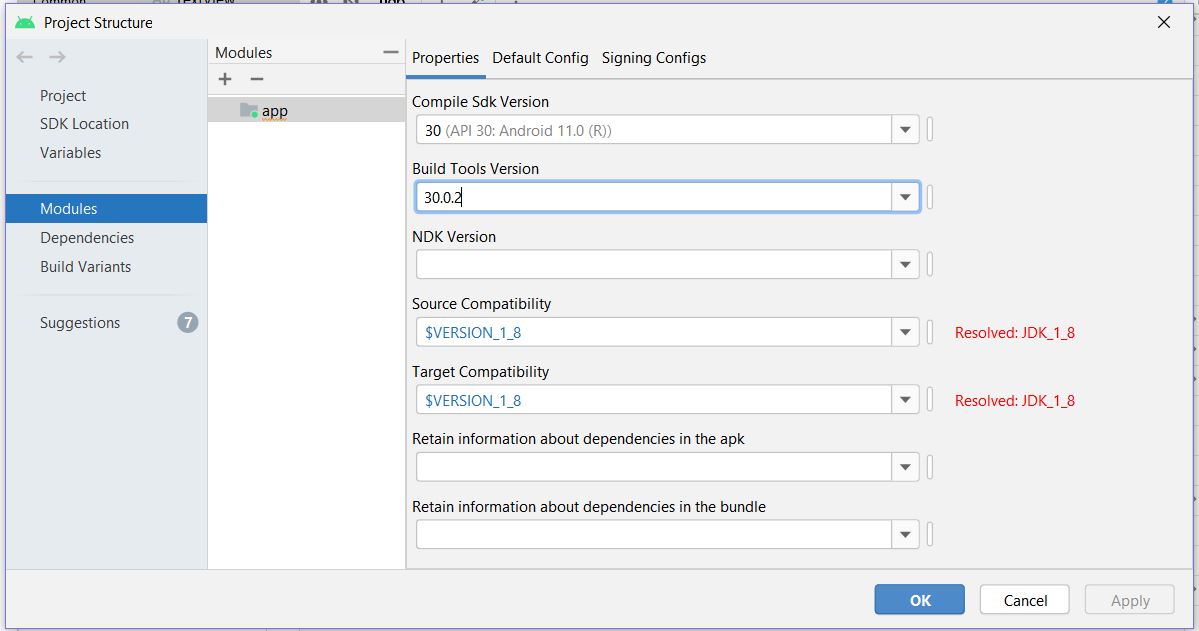 Project Structure
Project
SDK Location
Variables
Modules
Dependencies
Build Variants
Suggestions 7
Modules
app
Properties Default Config Signing Configs
Compile Sdk Version
30 (API 30: Android 11.0 (R))
Build Tools Version
30.0.2
NDK Version
Source Compatibility
$VERSION_1_8 Resolved: JDK_1_8
Target Compatibility
$VERSION_1_8 Resolved: JDK_1_8
Retain information about dependencies in the apk
Retain information about dependencies in the bundle
OK Cancel Apply